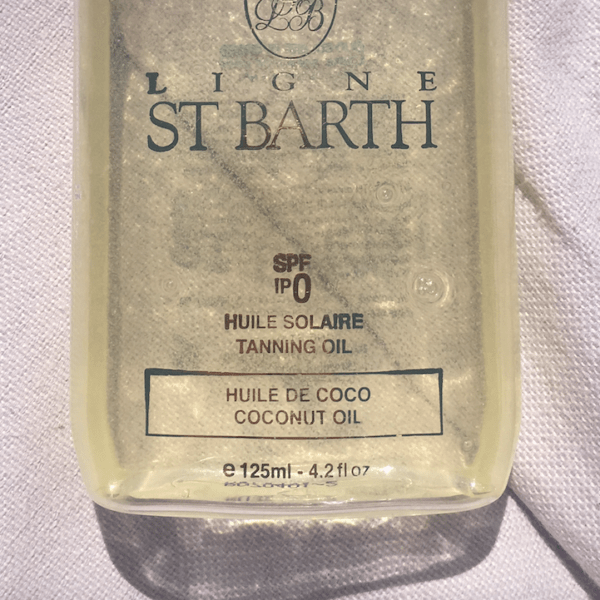 LIGNE
ST BARTH
SPF
IP0
HUILE SOLAIRE
TANNING OIL
HUILE DE COCO
COCONUT OIL
e 125ml - 4.2 fl oz